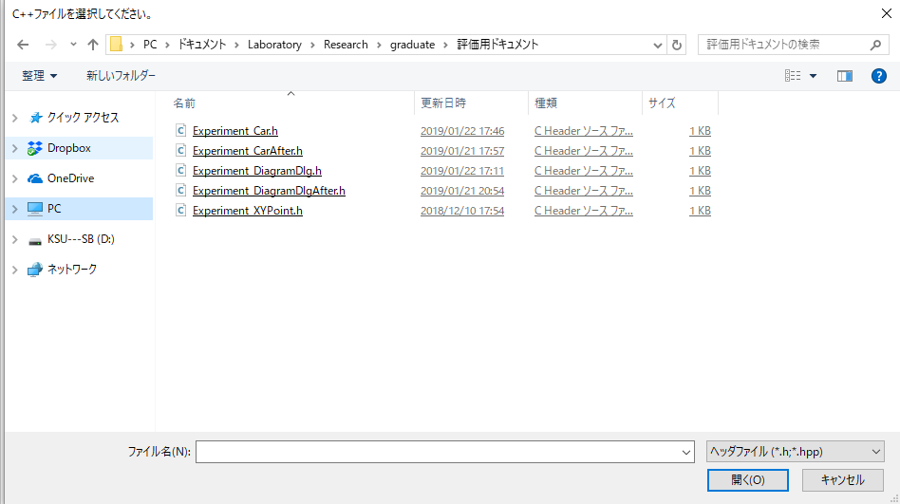 C++ファイルを選択してください。
PC › ドキュメント › Laboratory › Research › graduate › 評価用ドキュメント
評価用ドキュメントの検索
整理 新しいフォルダー
名前 更新日時 種類 サイズ
クイック アクセス
Dropbox
OneDrive
PC
KSU---SB (D:)
ネットワーク
Experiment_Car.h 2019/01/22 17:46 C Header ソース ファ... 1 KB
Experiment_CarAfter.h 2019/01/21 17:57 C Header ソース ファ... 1 KB
Experiment_DiagramDlg.h 2019/01/22 17:11 C Header ソース ファ... 1 KB
Experiment_DiagramDlgAfter.h 2019/01/21 20:54 C Header ソース ファ... 1 KB
Experiment_XYPoint.h 2018/12/10 17:54 C Header ソース ファ... 1 KB
ファイル名(N): ヘッダファイル (*.h;*.hpp)
開く(O) キャンセル